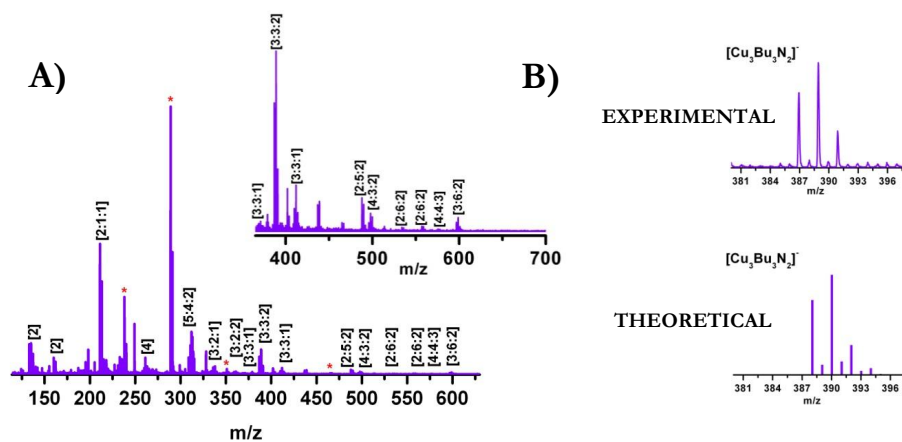 A)
[2]
[2]
[2:1:1]
*
[4]
*
[5:4:2]
[3:2:1]
*
[3:2:2]
[3:3:1]
[3:3:2]
[3:3:1]
*
[2:5:2]
[4:3:2]
[2:6:2]
[2:6:2]
[4:4:3]
[3:6:2]
150 200 250 300 350 400 450 500 550 600
m/z
[3:3:1]
[3:3:2]
[3:3:1]
[2:5:2]
[4:3:2]
[2:6:2]
[2:6:2]
[4:4:3]
[3:6:2]
400 500 600 700
m/z
B)
[Cu₃Bu₃N₂]⁻
EXPERIMENTAL
381 384 387 390 393 396
m/z
[Cu₃Bu₃N₂]⁻
THEORETICAL
381 384 387 390 393 396
m/z